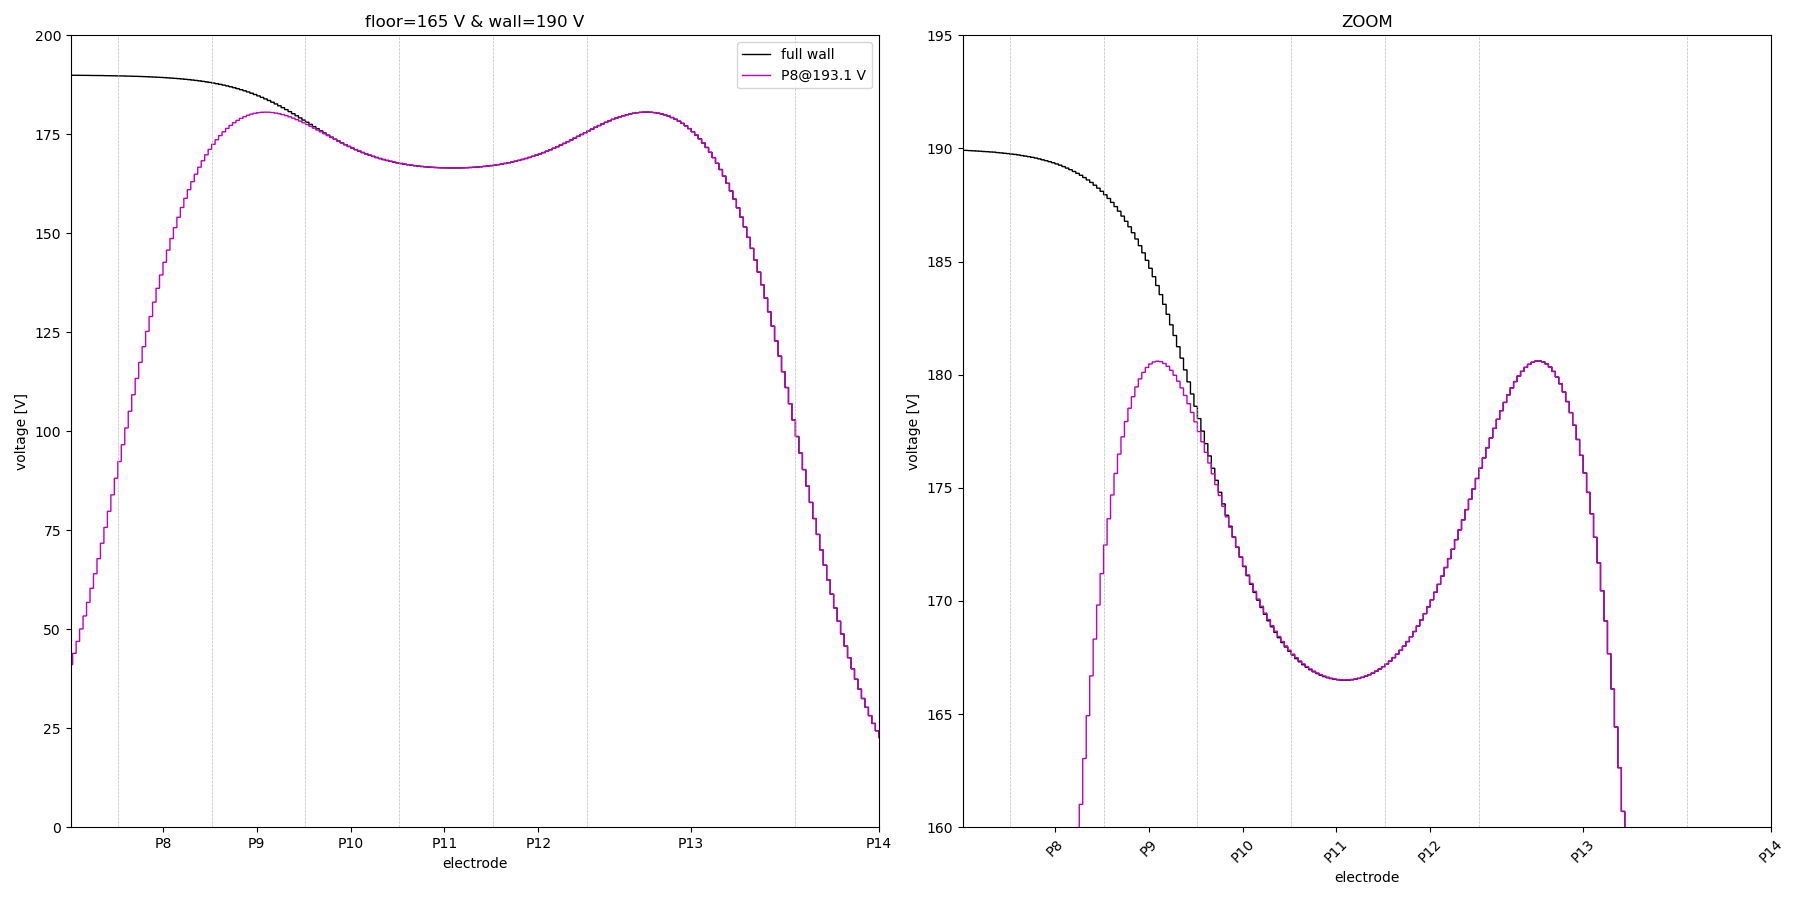 floor=165 V & wall=190 V
full wall
P8@193.1 V
200
175
150
125
100
75
50
25
0
voltage [V]
P8 P9 P10 P11 P12 P13 P14
electrode
ZOOM
195
190
185
180
175
170
165
160
voltage [V]
P8 P9 P10 P11 P12 P13 P14
electrode